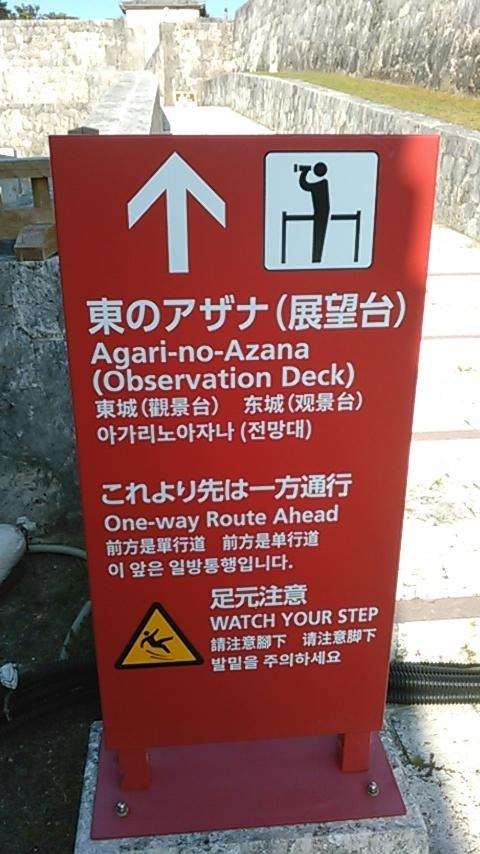 東のアザナ(展望台)
Agari-no-Azana
(Observation Deck)
東城(觀景台) 东城(观景台)
아가리노아자나 (전망대)
これより先は一方通行
One-way Route Ahead
前方是單行道 前方是单行道
이 앞은 일방통행입니다.
足元注意
WATCH YOUR STEP
請注意腳下 请注意脚下
발밑을 주의하세요